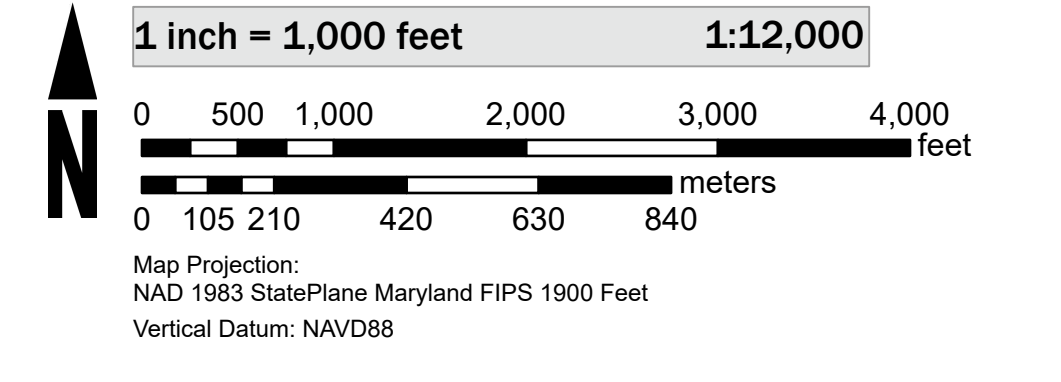 1 inch = 1,000 feet 1:12,000
0 500 1,000 2,000 3,000 4,000
feet
meters
0 105 210 420 630 840
N
Map Projection:
NAD 1983 StatePlane Maryland FIPS 1900 Feet
Vertical Datum: NAVD88